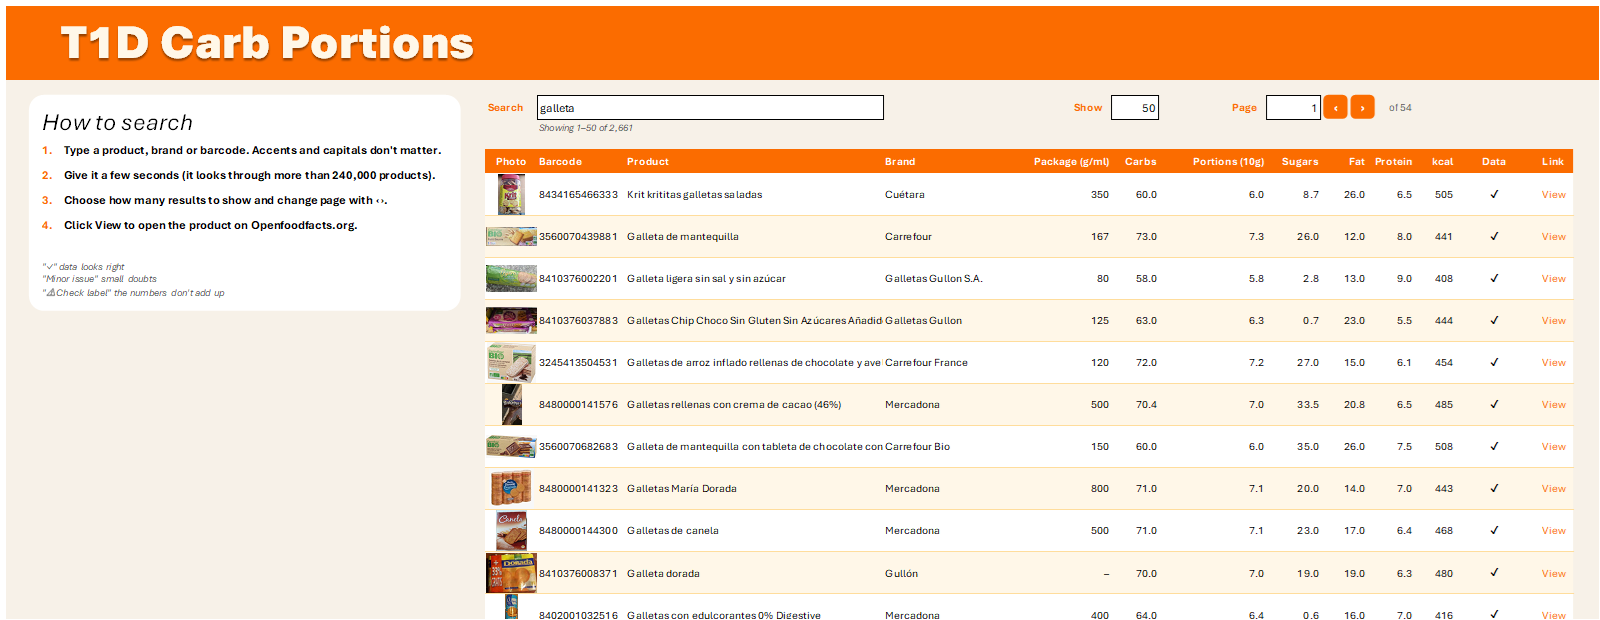 T1D Carb Portions
How to search
1. Type a product, brand or barcode. Accents and capitals don't matter.
2. Give it a few seconds (it looks through more than 240,000 products).
3. Choose how many results to show and change page with ‹ ›.
4. Click View to open the product on Openfoodfacts.org.
"✓" data looks right
"Minor issue" small doubts
"⚠Check label" the numbers don't add up
Search galleta Show 50 Page 1 ‹ › of 54
Showing 1–50 of 2,661
Photo Barcode Product Brand Package (g/ml) Carbs Portions (10g) Sugars Fat Protein kcal Data Link
8434165466333 Krit krititas galletas saladas Cuétara 350 60.0 6.0 8.7 26.0 6.5 505 ✓ View
3560070439881 Galleta de mantequilla Carrefour 167 73.0 7.3 26.0 12.0 8.0 441 ✓ View
8410376002201 Galleta ligera sin sal y sin azúcar Galletas Gullon S.A. 80 58.0 5.8 2.8 13.0 9.0 408 ✓ View
8410376037883 Galletas Chip Choco Sin Gluten Sin Azúcares Añadid Galletas Gullon 125 63.0 6.3 0.7 23.0 5.5 444 ✓ View
3245413504531 Galletas de arroz inflado rellenas de chocolate y ave Carrefour France 120 72.0 7.2 27.0 15.0 6.1 454 ✓ View
8480000141576 Galletas rellenas con crema de cacao (46%) Mercadona 500 70.4 7.0 33.5 20.8 6.5 485 ✓ View
3560070682683 Galleta de mantequilla con tableta de chocolate con Carrefour Bio 150 60.0 6.0 35.0 26.0 7.5 508 ✓ View
8480000141323 Galletas María Dorada Mercadona 800 71.0 7.1 20.0 14.0 7.0 443 ✓ View
8480000144300 Galletas de canela Mercadona 500 71.0 7.1 23.0 17.0 6.4 468 ✓ View
8410376008371 Galleta dorada Gullón – 70.0 7.0 19.0 19.0 6.3 480 ✓ View
8402001032516 Galletas con edulcorantes 0% Digestive Mercadona 400 64.0 6.4 0.6 16.0 7.0 416 ✓ View